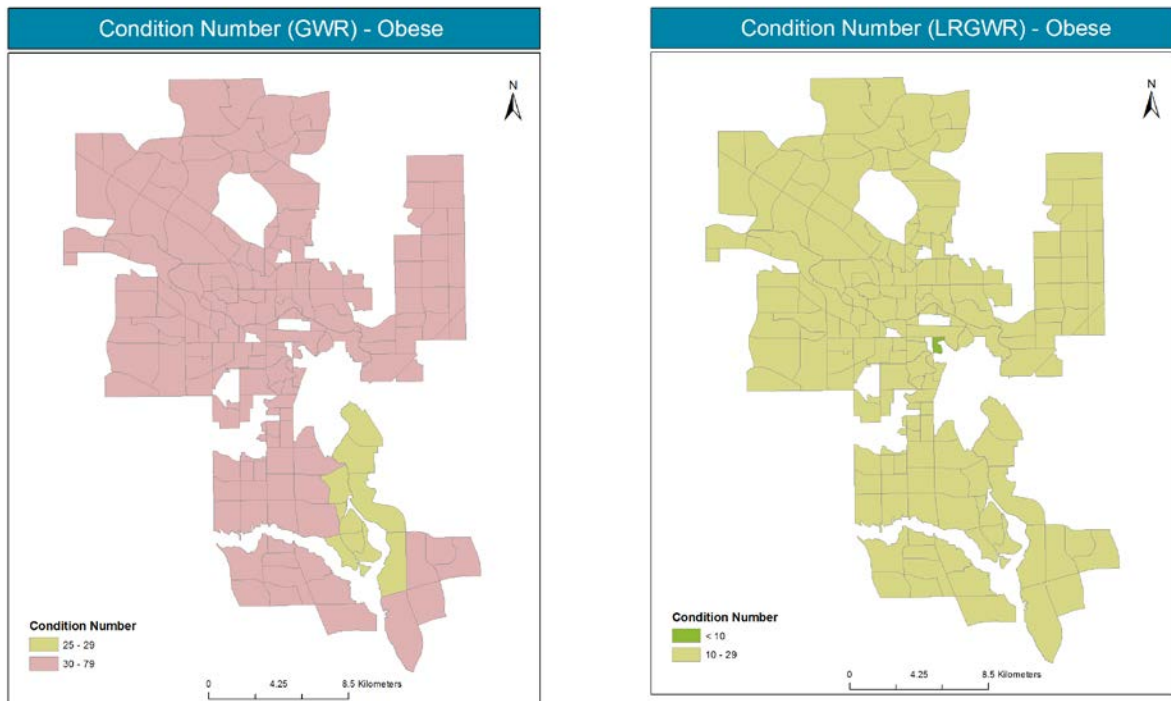 Condition Number (GWR) - Obese
N
Condition Number
25 - 29
30 - 79
0 4.25 8.5 Kilometers
Condition Number (LRGWR) - Obese
N
Condition Number
< 10
10 - 29
0 4.25 8.5 Kilometers